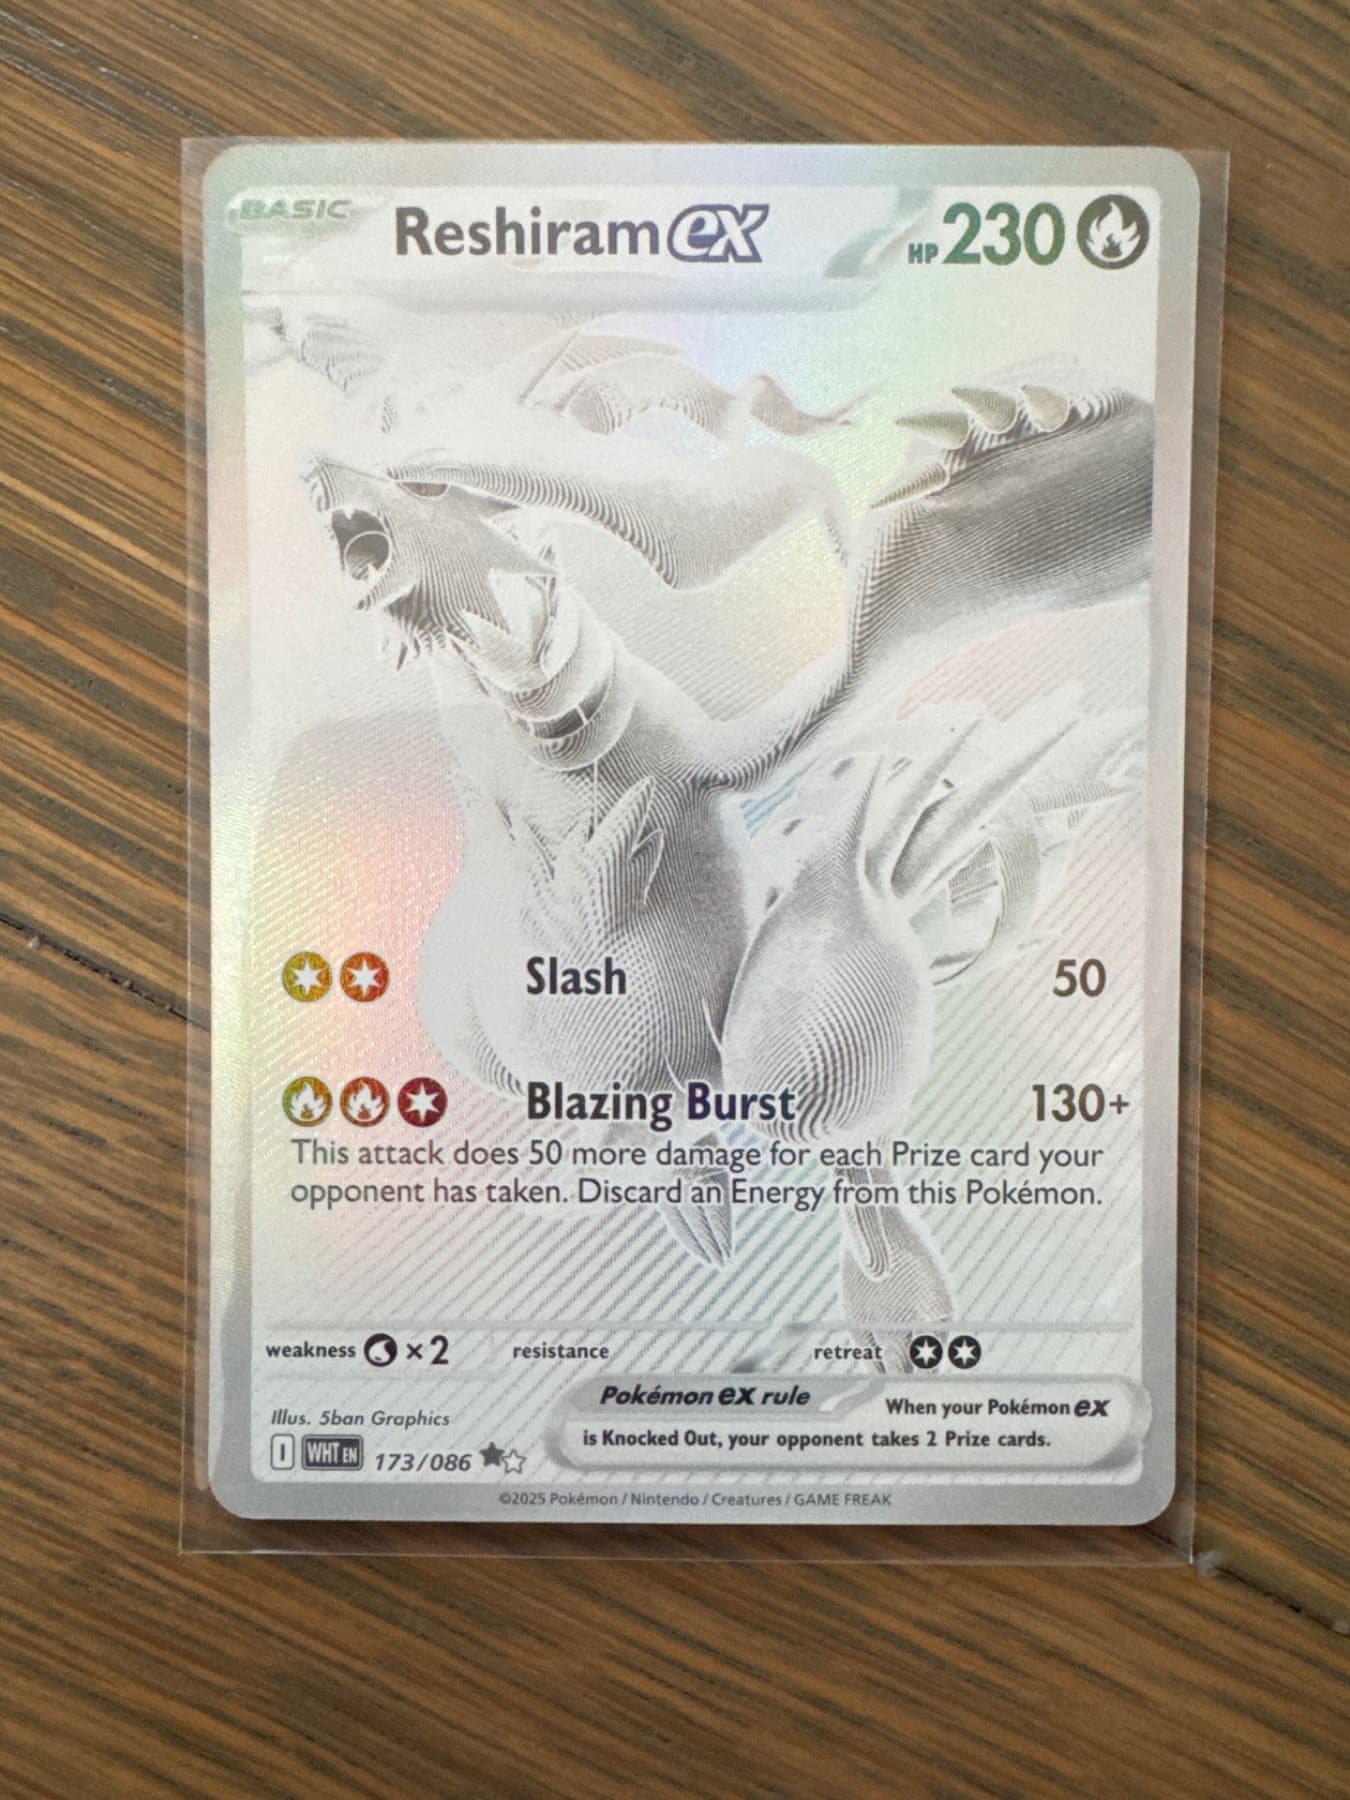 BASIC
Reshiram ex
HP 230
Slash 50
Blazing Burst 130+
This attack does 50 more damage for each Prize card your
opponent has taken. Discard an Energy from this Pokémon.
weakness ×2 resistance retreat
Pokémon ex rule When your Pokémon ex
is Knocked Out, your opponent takes 2 Prize cards.
Illus. 5ban Graphics
I WHT EN 173/086
©2025 Pokémon / Nintendo / Creatures / GAME FREAK